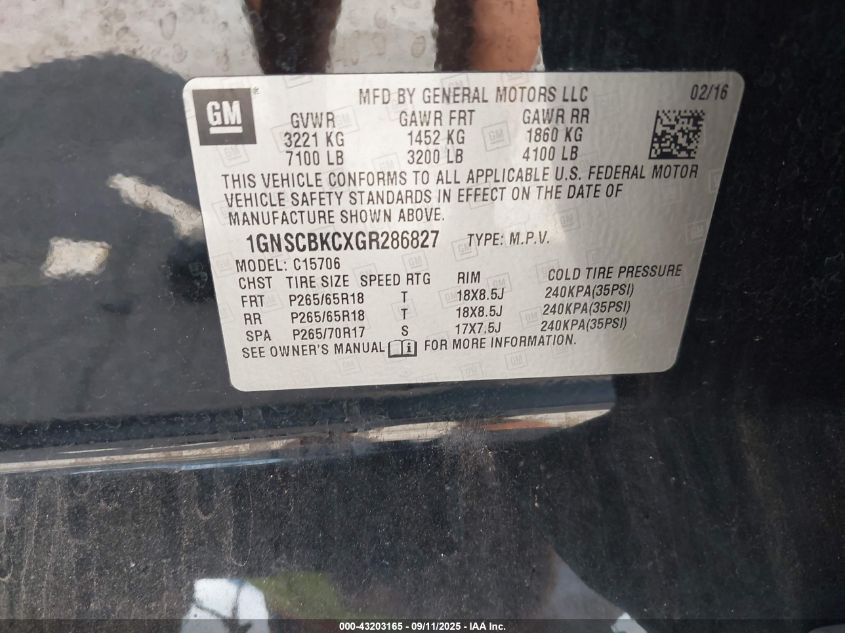 GM
MFD BY GENERAL MOTORS LLC 02/16
GVWR GAWR FRT GAWR RR
3221 KG 1452 KG 1860 KG
7100 LB 3200 LB 4100 LB
THIS VEHICLE CONFORMS TO ALL APPLICABLE U.S. FEDERAL MOTOR
VEHICLE SAFETY STANDARDS IN EFFECT ON THE DATE OF
MANUFACTURE SHOWN ABOVE.
1GNSCBKCXGR286827 TYPE: M.P.V.
MODEL: C15706
CHST TIRE SIZE SPEED RTG RIM COLD TIRE PRESSURE
FRT P265/65R18 T 18X8.5J 240KPA(35PSI)
RR P265/65R18 T 18X8.5J 240KPA(35PSI)
SPA P265/70R17 S 17X7.5J 240KPA(35PSI)
SEE OWNER'S MANUAL FOR MORE INFORMATION.
000-43203165 - 09/11/2025 - IAA Inc.